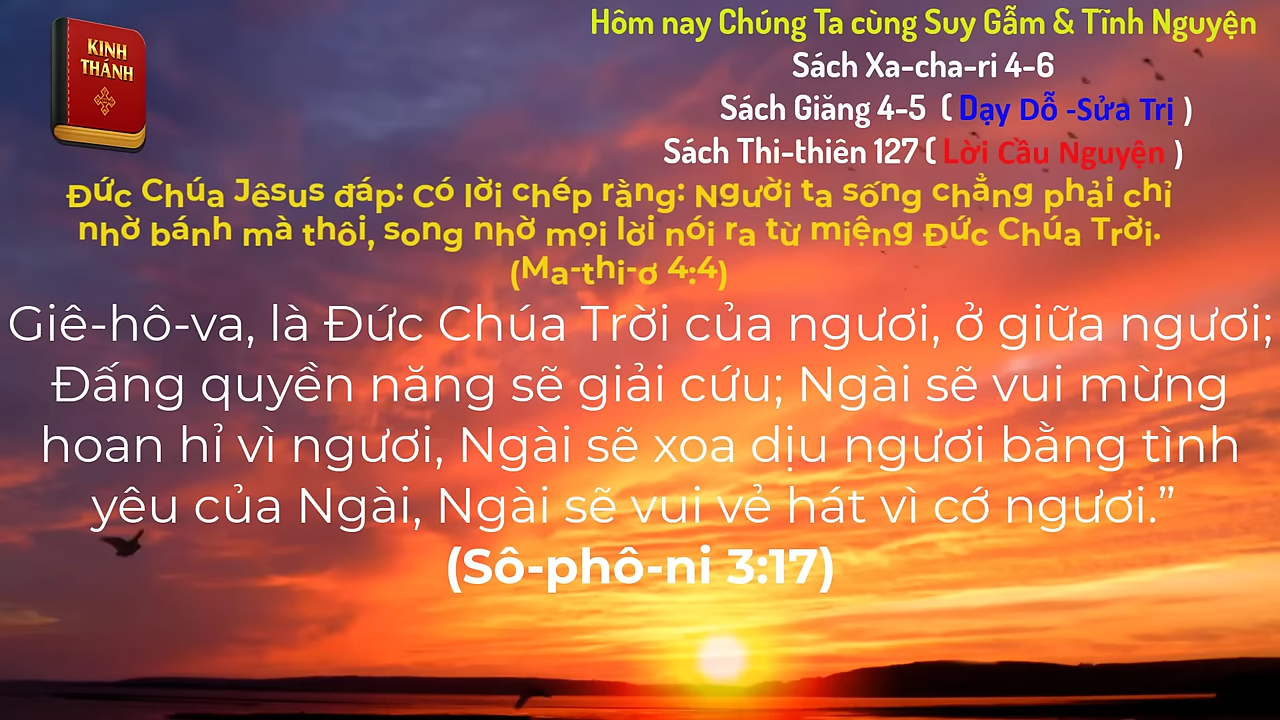 KINH
THÁNH
Hôm nay Chúng Ta cùng Suy Gẫm & Tĩnh Nguyện
Sách Xa-cha-ri 4-6
Sách Giăng 4-5 ( Dạy Dỗ -Sửa Trị )
Sách Thi-thiên 127 ( Lời Cầu Nguyện )
Đức Chúa Jêsus đáp: Có lời chép rằng: Người ta sống chẳng phải chỉ
nhờ bánh mà thôi, song nhờ mọi lời nói ra từ miệng Đức Chúa Trời.
(Ma-thi-ơ 4:4)
Giê-hô-va, là Đức Chúa Trời của ngươi, ở giữa ngươi;
Đấng quyền năng sẽ giải cứu; Ngài sẽ vui mừng
hoan hỉ vì ngươi, Ngài sẽ xoa dịu ngươi bằng tình
yêu của Ngài, Ngài sẽ vui vẻ hát vì cớ ngươi.”
(Sô-phô-ni 3:17)